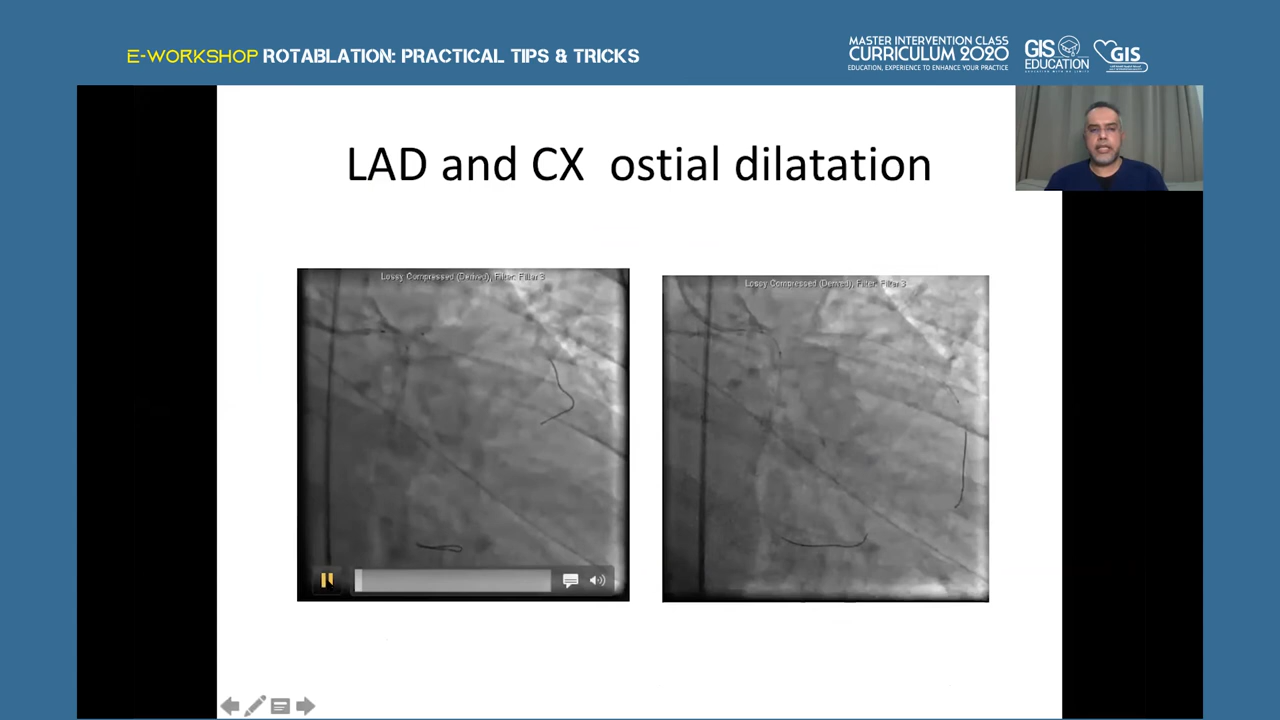 E-WORKSHOP ROTABLATION: PRACTICAL TIPS & TRICKS
MASTER INTERVENTION CLASS
CURRICULUM 2020
EDUCATION, EXPERIENCE TO ENHANCE YOUR PRACTICE
GIS
EDUCATION
GIS
LAD and CX ostial dilatation
Lossy Compressed (Derived), Filter: Filter 3
Lossy Compressed (Derived), Filter: Filter 3